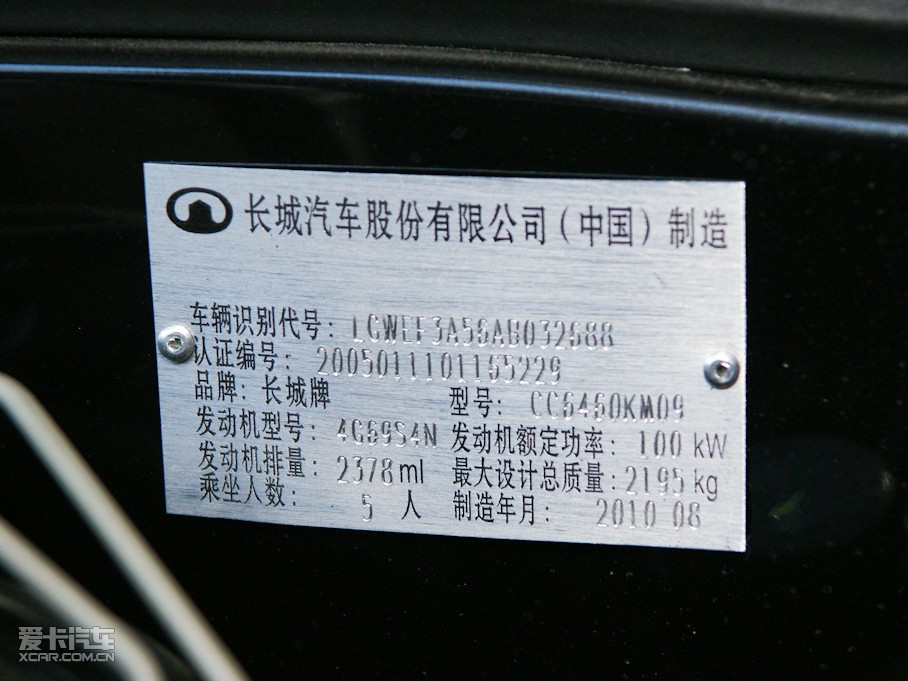 长城汽车股份有限公司(中国)制造
车辆识别代号: LGWEF3A56AB032688
认证编号: 2005011101165229
品牌: 长城牌 型号: CC6460KM09
发动机型号: 4G69S4N 发动机额定功率: 100 kW
发动机排量: 2378ml 最大设计总质量: 2195kg
乘坐人数: 5 人 制造年月: 2010 08
爱卡汽车
XCAR.COM.CN